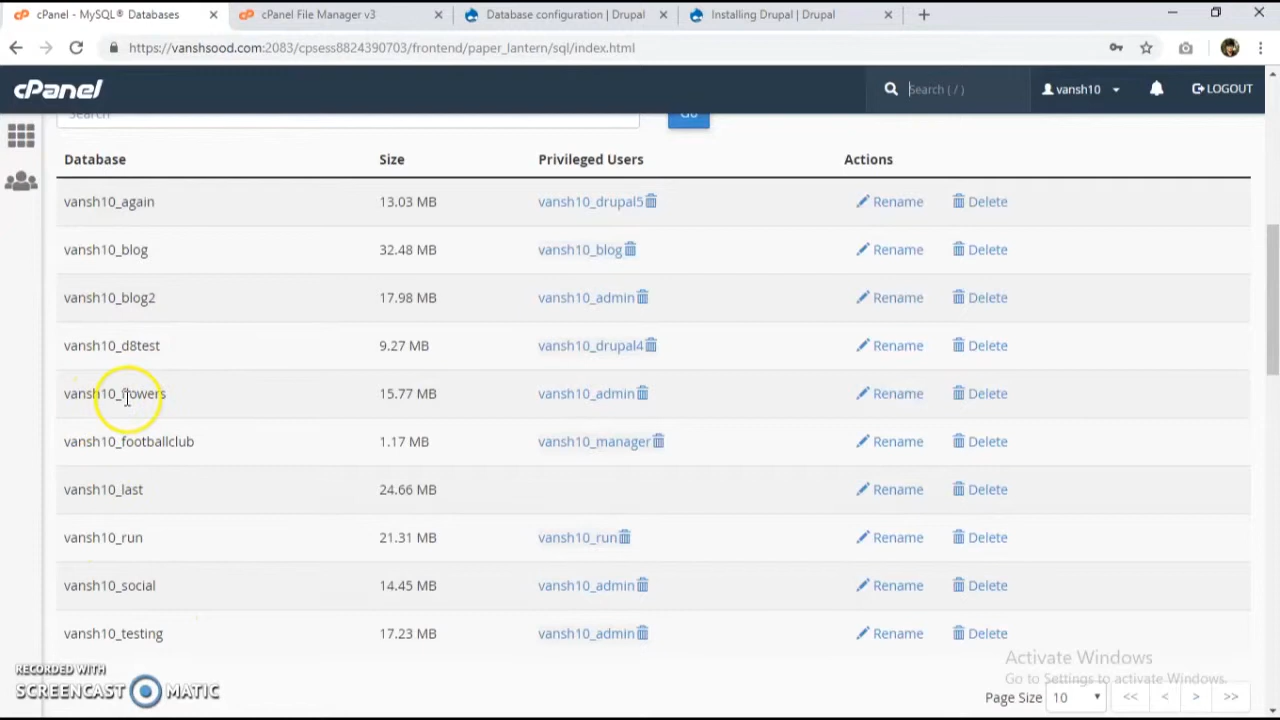 cPanel - MySQL® Databases
cPanel File Manager v3
Database configuration | Drupal
Installing Drupal | Drupal
https://vanshsood.com:2083/cpsess8824390703/frontend/paper_lantern/sql/index.html
cPanel
Search ( / )
vansh10
LOGOUT
Search
Go
Database Size Privileged Users Actions
vansh10_again 13.03 MB vansh10_drupal5 Rename Delete
vansh10_blog 32.48 MB vansh10_blog Rename Delete
vansh10_blog2 17.98 MB vansh10_admin Rename Delete
vansh10_d8test 9.27 MB vansh10_drupal4 Rename Delete
vansh10_flowers 15.77 MB vansh10_admin Rename Delete
vansh10_footballclub 1.17 MB vansh10_manager Rename Delete
vansh10_last 24.66 MB Rename Delete
vansh10_run 21.31 MB vansh10_run Rename Delete
vansh10_social 14.45 MB vansh10_admin Rename Delete
vansh10_testing 17.23 MB vansh10_admin Rename Delete
Activate Windows
Go to Settings to activate Windows.
Page Size 10 << < > >>
RECORDED WITH
SCREENCAST MATIC